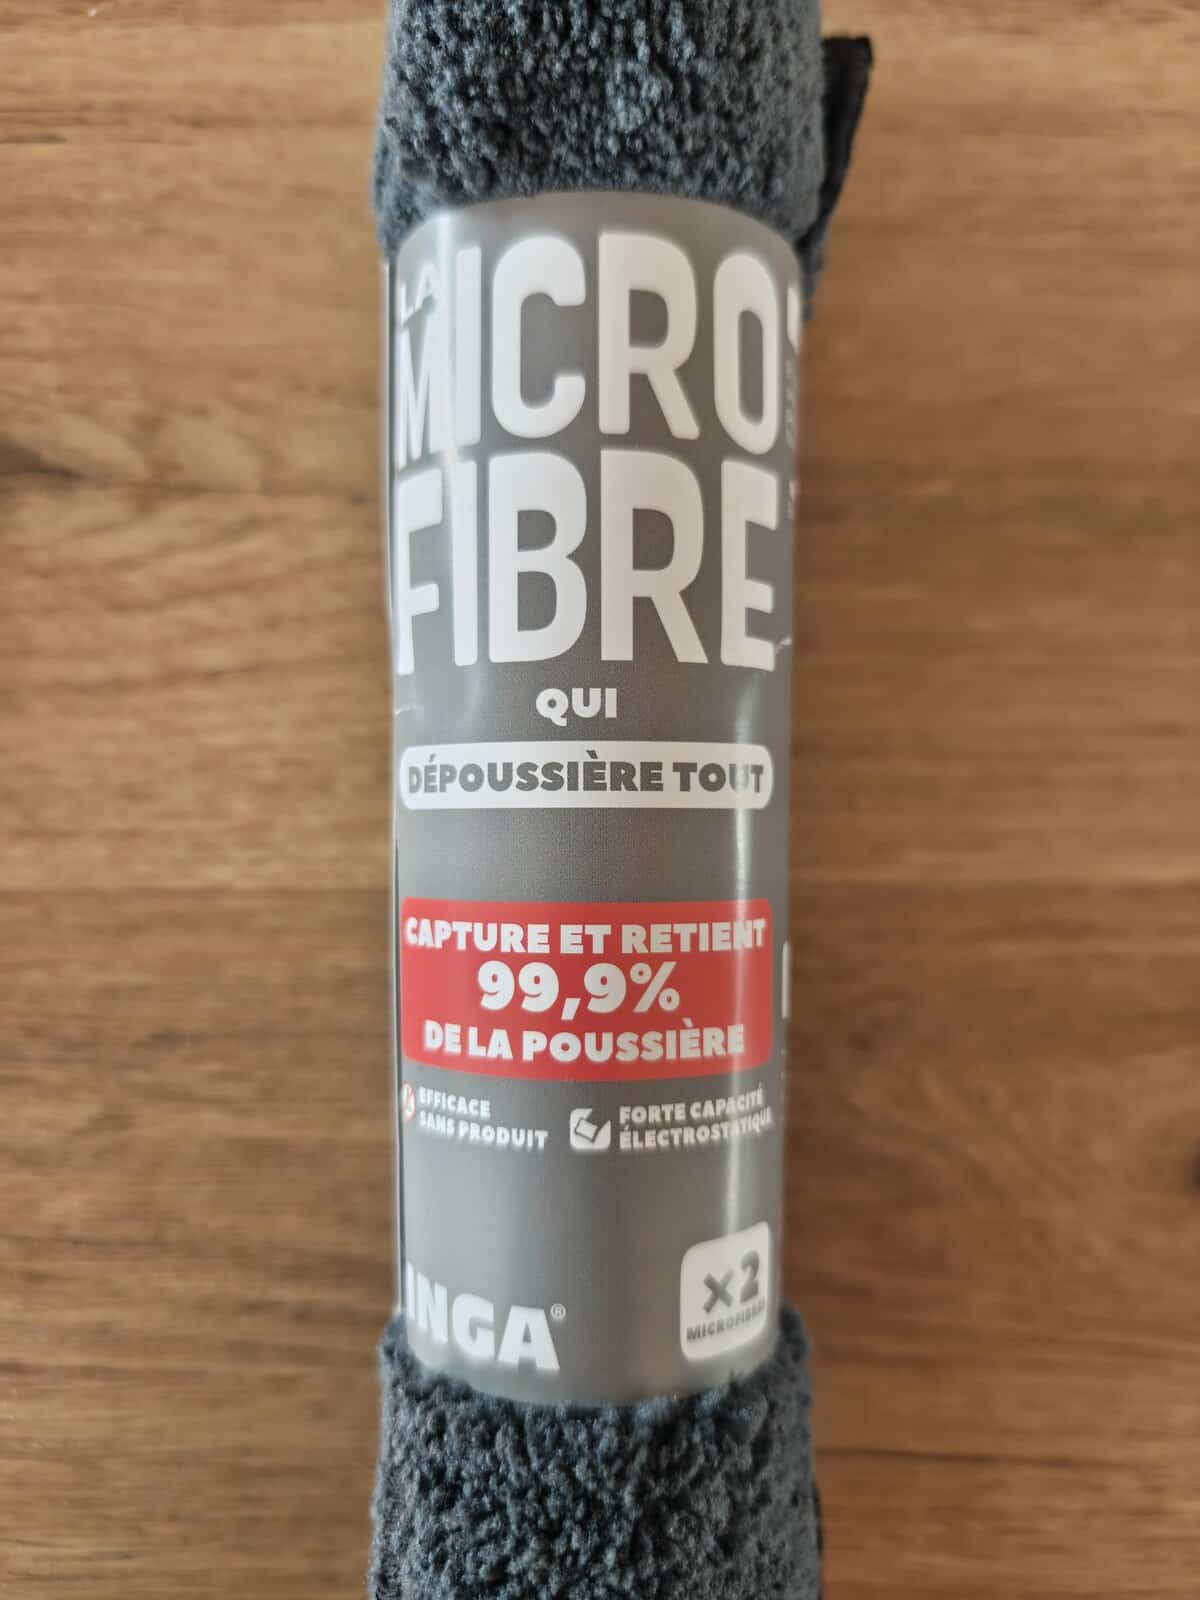 LA
MICRO
FIBRE
QUI
DÉPOUSSIÈRE TOUT
CAPTURE ET RETIENT
99,9%
DE LA POUSSIÈRE
EFFICACE
SANS PRODUIT
FORTE CAPACITÉ
ÉLECTROSTATIQUE
INGA®
×2
MICROFIBRES